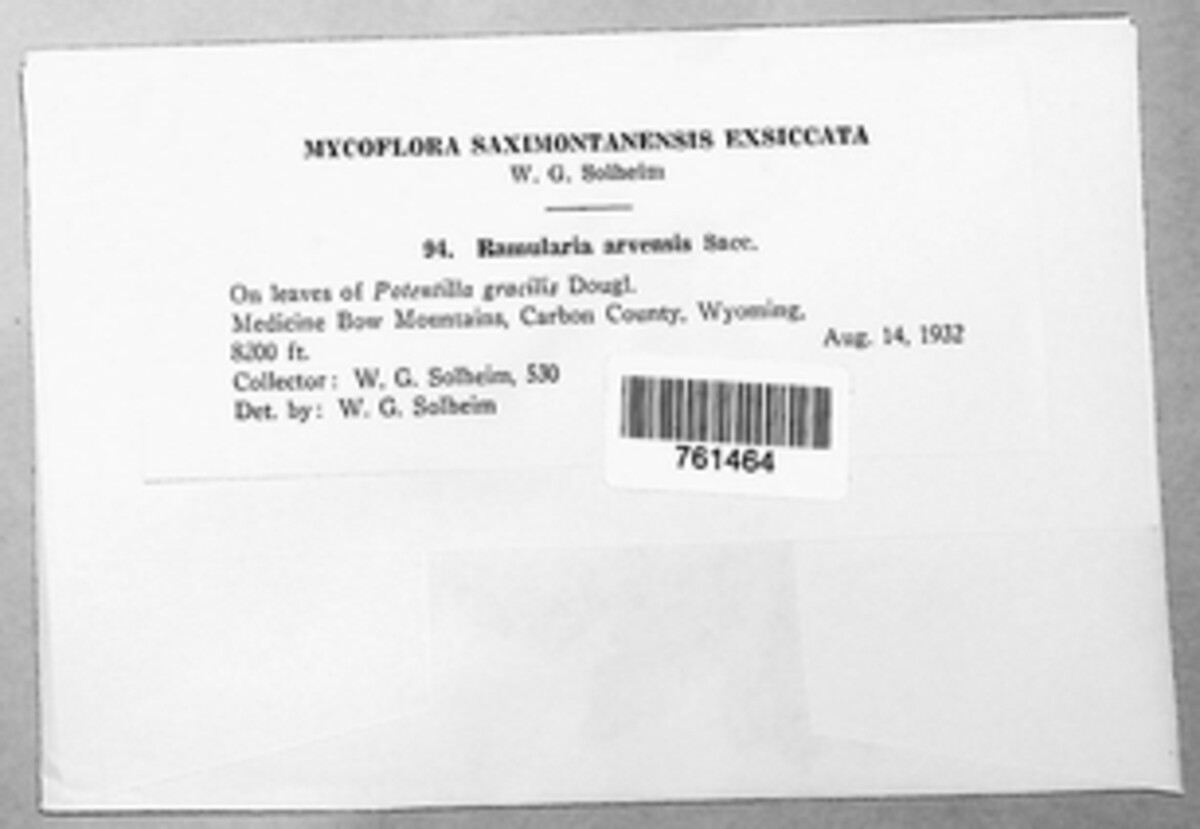 MYCOFLORA SAXIMONTANENSIS EXSICCATA
W. G. Solheim
94. Ramularia arvensis Sacc.
On leaves of Potentilla gracilis Dougl.
Medicine Bow Mountains, Carbon County, Wyoming,
8200 ft.
Aug. 14, 1932
Collector: W. G. Solheim, 530
Det. by: W. G. Solheim
761464